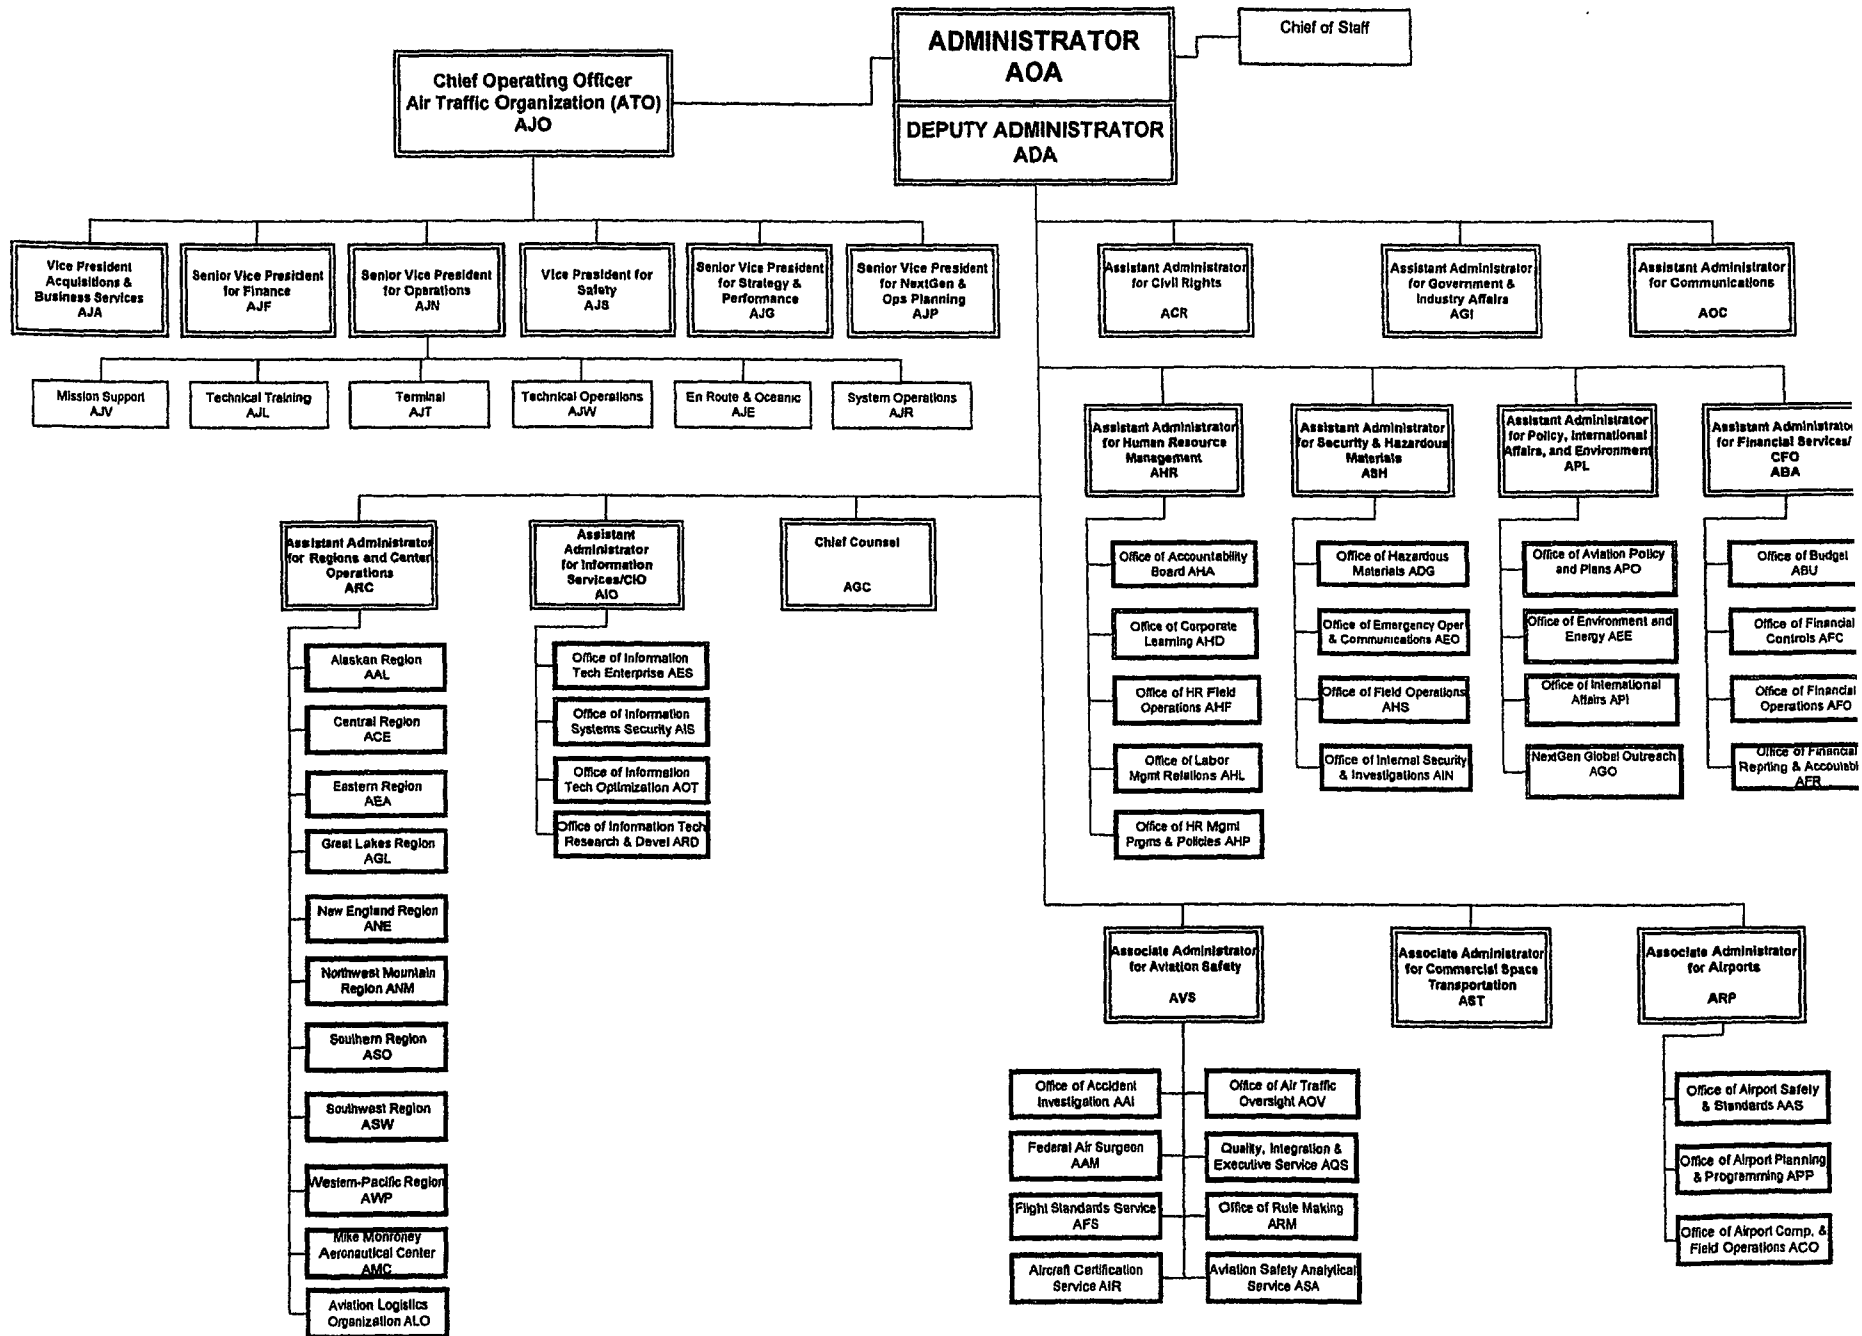 ADMINISTRATOR
AOA
DEPUTY ADMINISTRATOR
ADA
Chief of Staff
Chief Operating Officer
Air Traffic Organization (ATO)
AJO
Vice President
Acquisitions &
Business Services
AJA
Senior Vice President
for Finance
AJF
Senior Vice President
for Operations
AJN
Vice President for
Safety
AJS
Senior Vice President
for Strategy &
Performance
AJG
Senior Vice President
for NextGen &
Ops Planning
AJP
Mission Support
AJV
Technical Training
AJL
Terminal
AJT
Technical Operations
AJW
En Route & Oceanic
AJE
System Operations
AJR
Assistant Administrator
for Civil Rights
ACR
Assistant Administrator
for Government &
Industry Affairs
AGI
Assistant Administrator
for Communications
AOC
Assistant Administrator
for Human Resource
Management
AHR
Assistant Administrator
for Security & Hazardous
Materials
ASH
Assistant Administrator
for Policy, International
Affairs, and Environment
APL
Assistant Administrator
for Financial Services/
CFO
ABA
Office of Accountability
Board AHA
Office of Corporate
Learning AHD
Office of HR Field
Operations AHF
Office of Labor
Mgmt Relations AHL
Office of HR Mgmt
Prgms & Policies AHP
Office of Hazardous
Materials ADG
Office of Emergency Oper
& Communications AEO
Office of Field Operations
AHS
Office of Internal Security
& Investigations AIN
Office of Aviation Policy
and Plans APO
Office of Environment and
Energy AEE
Office of International
Affairs API
NextGen Global Outreach
AGO
Office of Budget
ABU
Office of Financial
Controls AFC
Office of Financial
Operations AFO
Office of Financial
Reprting & Accountabi
AFR
Assistant Administrator
for Regions and Center
Operations
ARC
Assistant
Administrator
for Information
Services/CIO
AIO
Chief Counsel
AGC
Alaskan Region
AAL
Central Region
ACE
Eastern Region
AEA
Great Lakes Region
AGL
New England Region
ANE
Northwest Mountain
Region ANM
Southern Region
ASO
Southwest Region
ASW
Western-Pacific Region
AWP
Mike Monroney
Aeronautical Center
AMC
Aviation Logistics
Organization ALO
Office of Information
Tech Enterprise AES
Office of Information
Systems Security AIS
Office of Information
Tech Optimization AOT
Office of Information Tech
Research & Devel ARD
Associate Administrator
for Aviation Safety
AVS
Associate Administrator
for Commercial Space
Transportation
AST
Associate Administrator
for Airports
ARP
Office of Accident
Investigation AAI
Office of Air Traffic
Oversight AOV
Federal Air Surgeon
AAM
Quality, Integration &
Executive Service AQS
Flight Standards Service
AFS
Office of Rule Making
ARM
Aircraft Certification
Service AIR
Aviation Safety Analytical
Service ASA
Office of Airport Safety
& Standards AAS
Office of Airport Planning
& Programming APP
Office of Airport Comp. &
Field Operations ACO